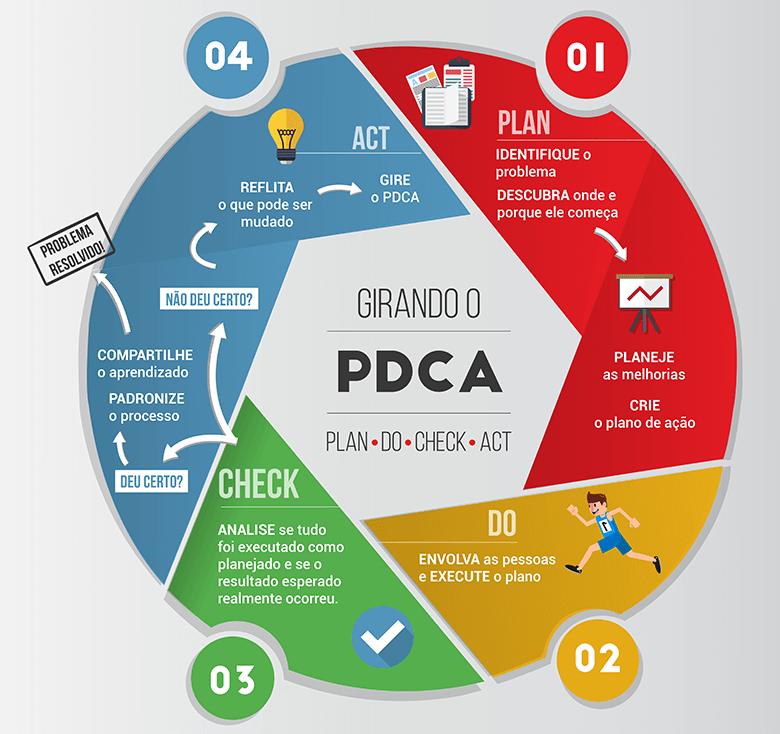 04
01
PLAN
IDENTIFIQUE o
problema
DESCUBRA onde e
porque ele começa
PLANEJE
as melhorias
CRIE
o plano de ação
DO
ENVOLVA as pessoas
e EXECUTE o plano
02
CHECK
ANALISE se tudo
foi executado como
planejado e se o
resultado esperado
realmente ocorreu.
03
ACT
REFLITA
o que pode ser
mudado
GIRE
o PDCA
NÃO DEU CERTO?
PROBLEMA
RESOLVIDO!
COMPARTILHE
o aprendizado
PADRONIZE
o processo
DEU CERTO?
GIRANDO O
PDCA
PLAN•DO•CHECK•ACT
1